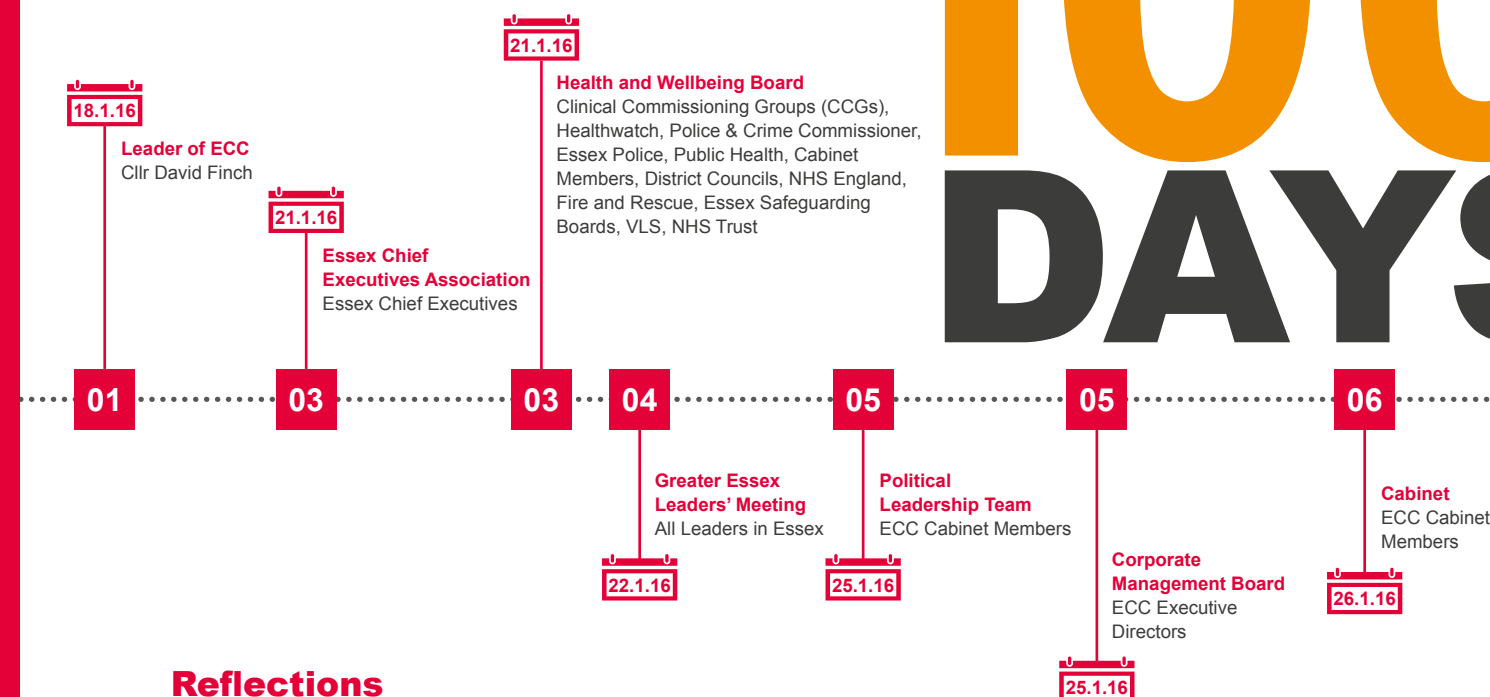 100
DAYS
18.1.16
Leader of ECC
Cllr David Finch
21.1.16
Essex Chief
Executives Association
Essex Chief Executives
21.1.16
Health and Wellbeing Board
Clinical Commissioning Groups (CCGs),
Healthwatch, Police & Crime Commissioner,
Essex Police, Public Health, Cabinet
Members, District Councils, NHS England,
Fire and Rescue, Essex Safeguarding
Boards, VLS, NHS Trust
01
03
03
04
05
05
06
Greater Essex
Leaders’ Meeting
All Leaders in Essex
22.1.16
Political
Leadership Team
ECC Cabinet Members
25.1.16
Corporate
Management Board
ECC Executive
Directors
25.1.16
Cabinet
ECC Cabinet
Members
26.1.16
Reflections